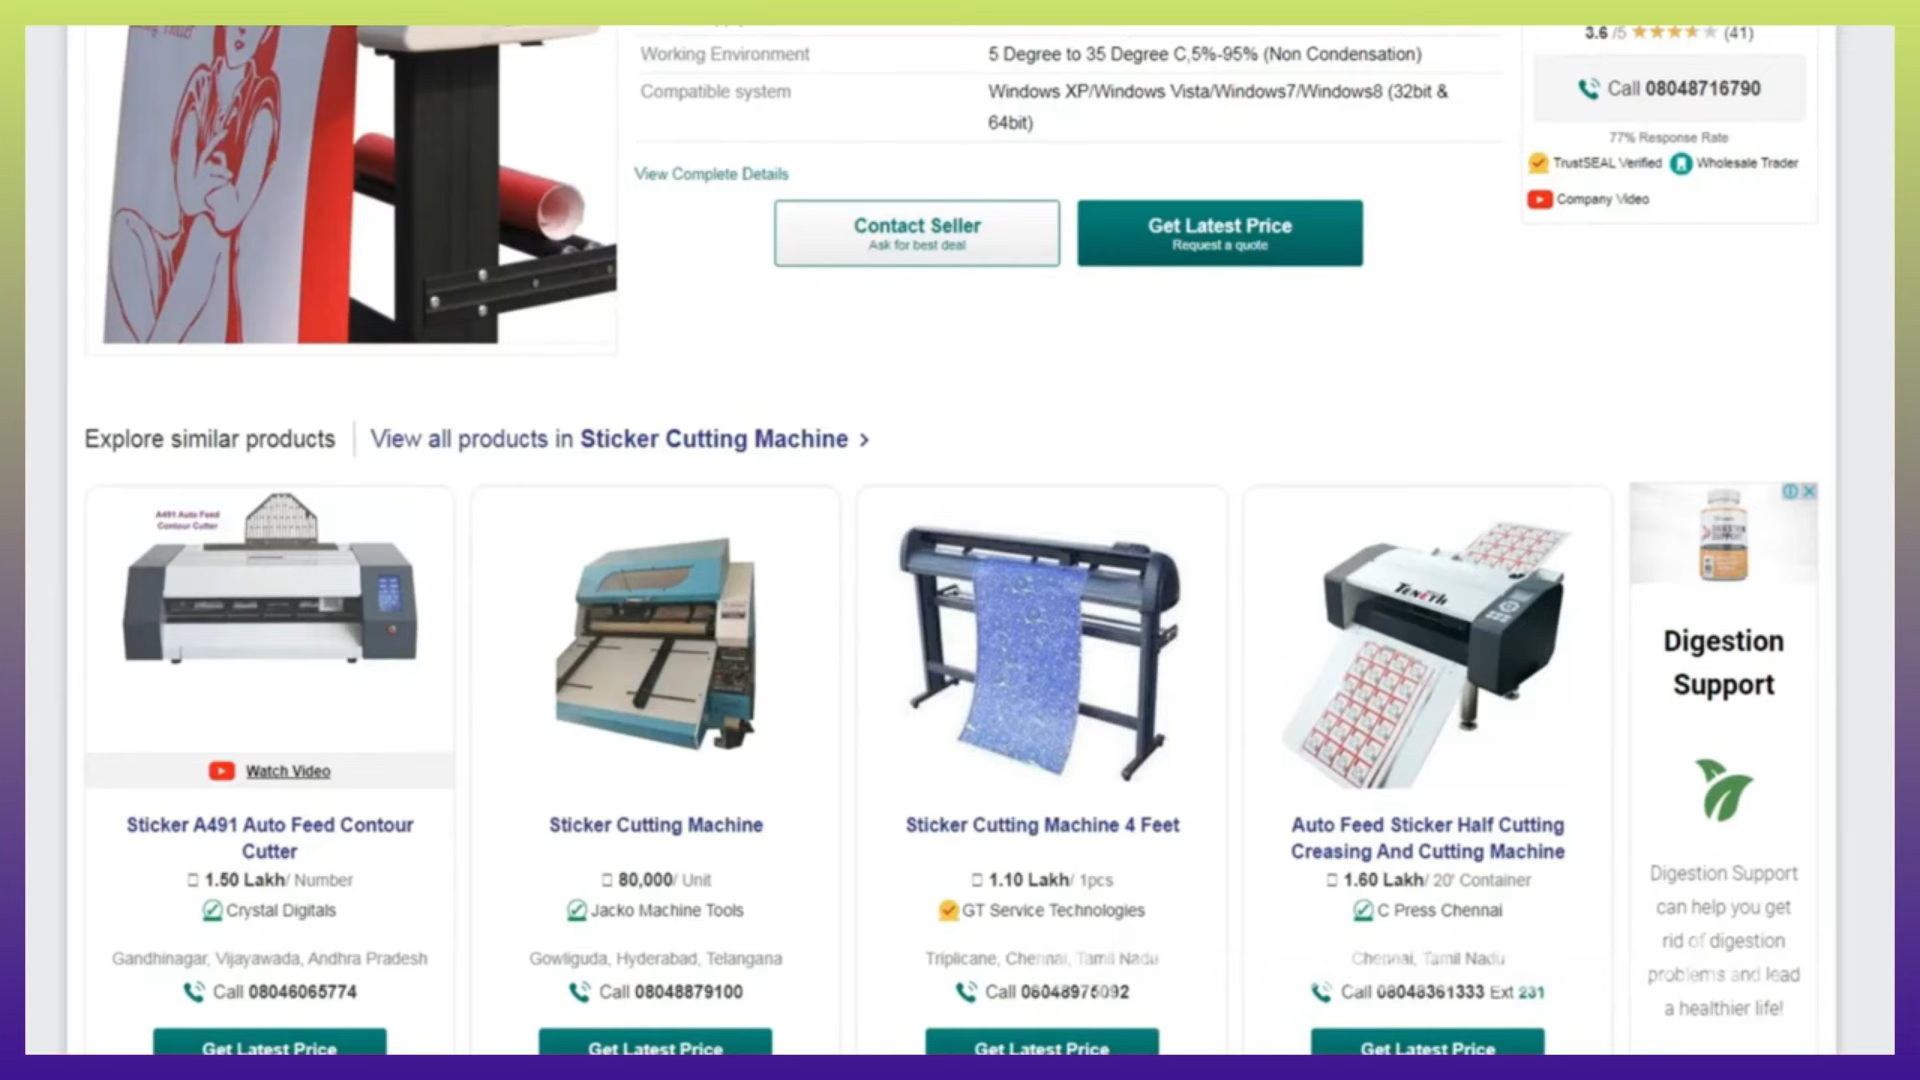 Working Environment
5 Degree to 35 Degree C,5%-95% (Non Condensation)
Compatible system
Windows XP/Windows Vista/Windows7/Windows8 (32bit &
64bit)
View Complete Details
Contact Seller
Ask for best deal
Get Latest Price
Request a quote
3.6 /5 (41)
Call 08048716790
77% Response Rate
TrustSEAL Verified Wholesale Trader
Company Video
Explore similar products
View all products in Sticker Cutting Machine >
A491 Auto Feed
Contour Cutter
Watch Video
Sticker A491 Auto Feed Contour
Cutter
1.50 Lakh/ Number
Crystal Digitals
Gandhinagar, Vijayawada, Andhra Pradesh
Call 08046065774
Get Latest Price
Sticker Cutting Machine
80,000/ Unit
Jacko Machine Tools
Gowliguda, Hyderabad, Telangana
Call 08048879100
Get Latest Price
Sticker Cutting Machine 4 Feet
1.10 Lakh/ 1pcs
GT Service Technologies
Triplicane, Chennai, Tamil Nadu
Call
Get Latest Price
TENETH
Auto Feed Sticker Half Cutting
Creasing And Cutting Machine
1.60 Lakh/ 20' Container
C Press Chennai
Chennai, Tamil Nadu
Call 08048361333 Ext 231
Get Latest Price
DIGESTION
SUPPORT
Digestion
Support
Digestion Support
can help you get
rid of digestion
problems and lead
a healthier life!